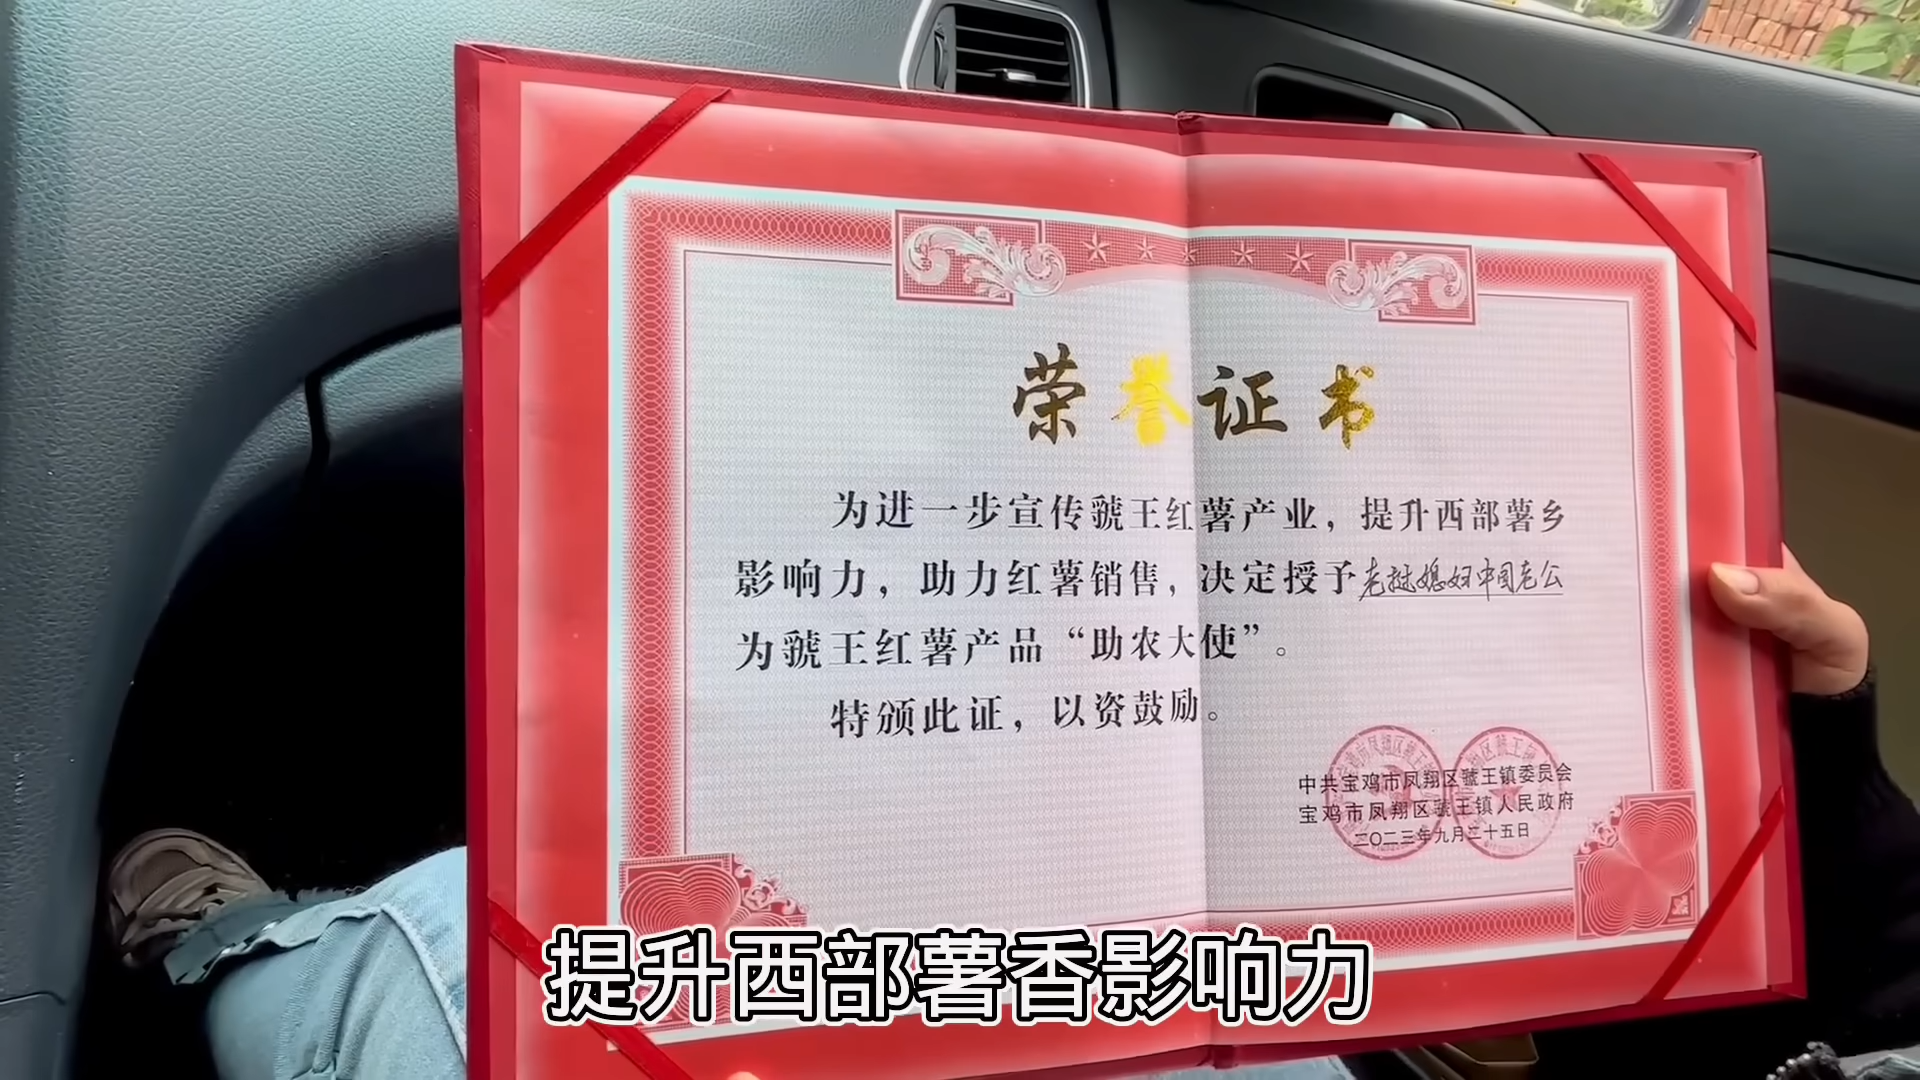 荣誉证书
为进一步宣传虢王红薯产业，提升西部薯乡
影响力，助力红薯销售，决定授予老挝媳妇中国老公
为虢王红薯产品“助农大使”。
特颁此证，以资鼓励。
中共宝鸡市凤翔区虢王镇委员会
宝鸡市凤翔区虢王镇人民政府
二〇二三年九月二十五日
提升西部薯香影响力